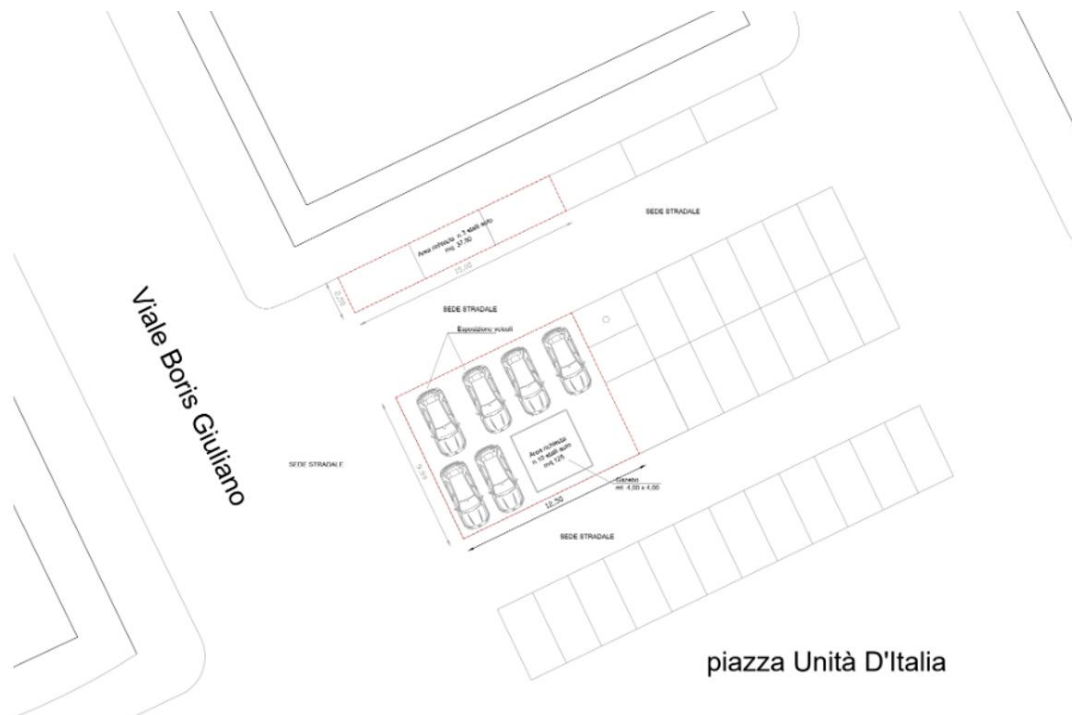 SEDE STRADALE
Area richiesta n.3 stalli auto
mq. 37,50
15,00
SEDE STRADALE
Esposizione veicoli
Viale Boris Giuliano
Area richiesta
n.10 stalli auto
mq.125
SEDE STRADALE
Gazebo
mt. 4,00 x 4,00
12,50
SEDE STRADALE
piazza Unità D'Italia